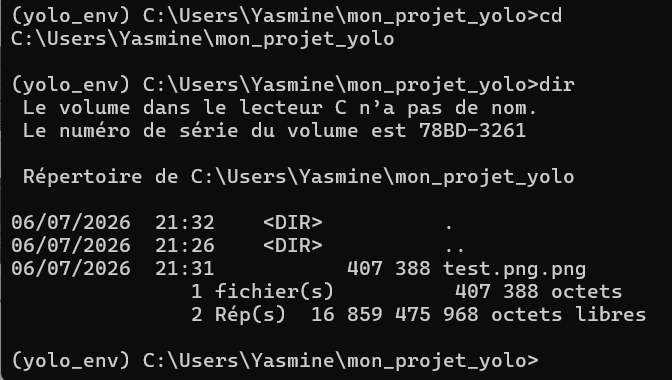 (yolo_env) C:\Users\Yasmine\mon_projet_yolo>cd
C:\Users\Yasmine\mon_projet_yolo
(yolo_env) C:\Users\Yasmine\mon_projet_yolo>dir
Le volume dans le lecteur C n’a pas de nom.
Le numéro de série du volume est 78BD-3261
Répertoire de C:\Users\Yasmine\mon_projet_yolo
06/07/2026  21:32    <DIR>          .
06/07/2026  21:26    <DIR>          ..
06/07/2026  21:31           407 388 test.png.png
1 fichier(s)          407 388 octets
2 Rép(s)  16 859 475 968 octets libres
(yolo_env) C:\Users\Yasmine\mon_projet_yolo>